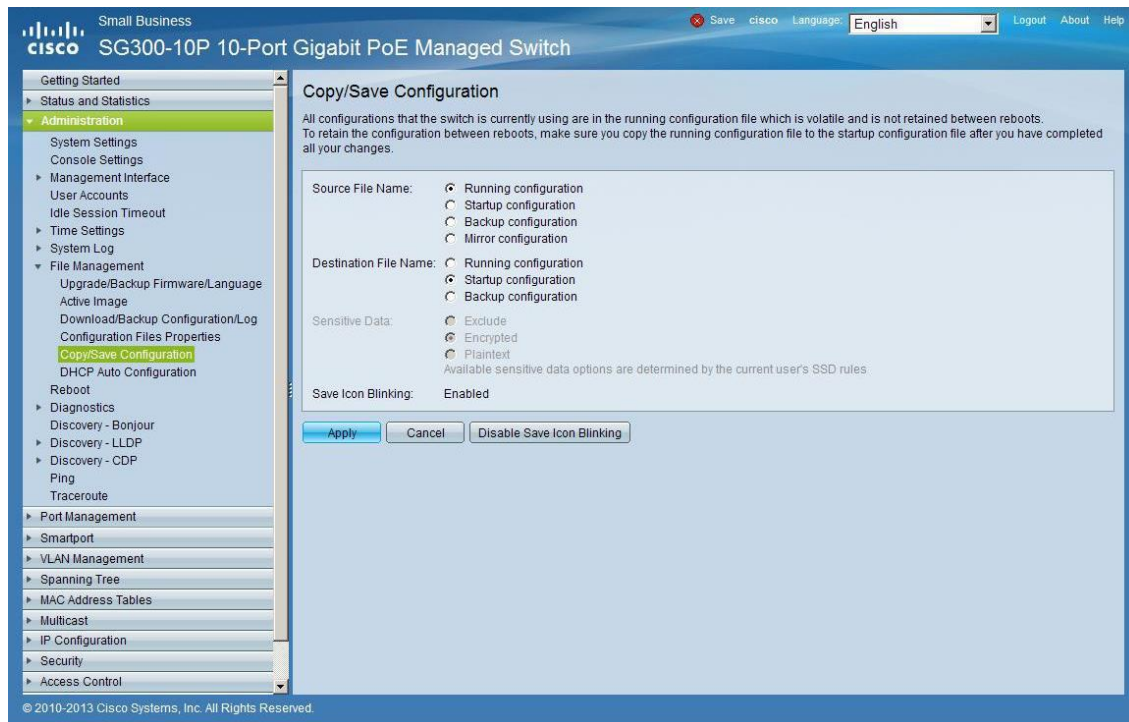 Small Business
Save cisco Language: English Logout About Help
cisco SG300-10P 10-Port Gigabit PoE Managed Switch
Getting Started
Status and Statistics
Administration
System Settings
Console Settings
Management Interface
User Accounts
Idle Session Timeout
Time Settings
System Log
File Management
Upgrade/Backup Firmware/Language
Active Image
Download/Backup Configuration/Log
Configuration Files Properties
Copy/Save Configuration
DHCP Auto Configuration
Reboot
Diagnostics
Discovery - Bonjour
Discovery - LLDP
Discovery - CDP
Ping
Traceroute
Port Management
Smartport
VLAN Management
Spanning Tree
MAC Address Tables
Multicast
IP Configuration
Security
Access Control
Copy/Save Configuration
All configurations that the switch is currently using are in the running configuration file which is volatile and is not retained between reboots.
To retain the configuration between reboots, make sure you copy the running configuration file to the startup configuration file after you have completed
all your changes.
Source File Name: Running configuration
Startup configuration
Backup configuration
Mirror configuration
Destination File Name: Running configuration
Startup configuration
Backup configuration
Sensitive Data: Exclude
Encrypted
Plaintext
Available sensitive data options are determined by the current user's SSD rules
Save Icon Blinking: Enabled
Apply Cancel Disable Save Icon Blinking
© 2010-2013 Cisco Systems, Inc. All Rights Reserved.